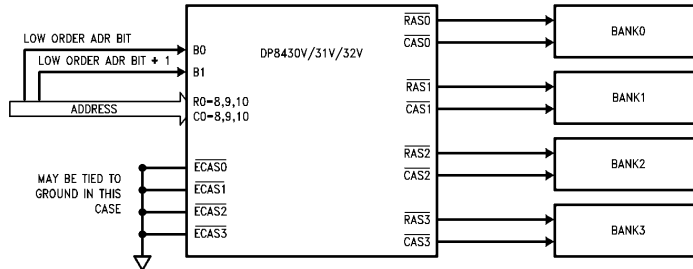 LOW ORDER ADR BIT
LOW ORDER ADR BIT + 1
ADDRESS
B0
B1
R0-8,9,10
C0-8,9,10
DP8430V/31V/32V
MAY BE TIED TO
GROUND IN THIS
CASE
ECAS0
ECAS1
ECAS2
ECAS3
RAS0
CAS0
RAS1
CAS1
RAS2
CAS2
RAS3
CAS3
BANK0
BANK1
BANK2
BANK3